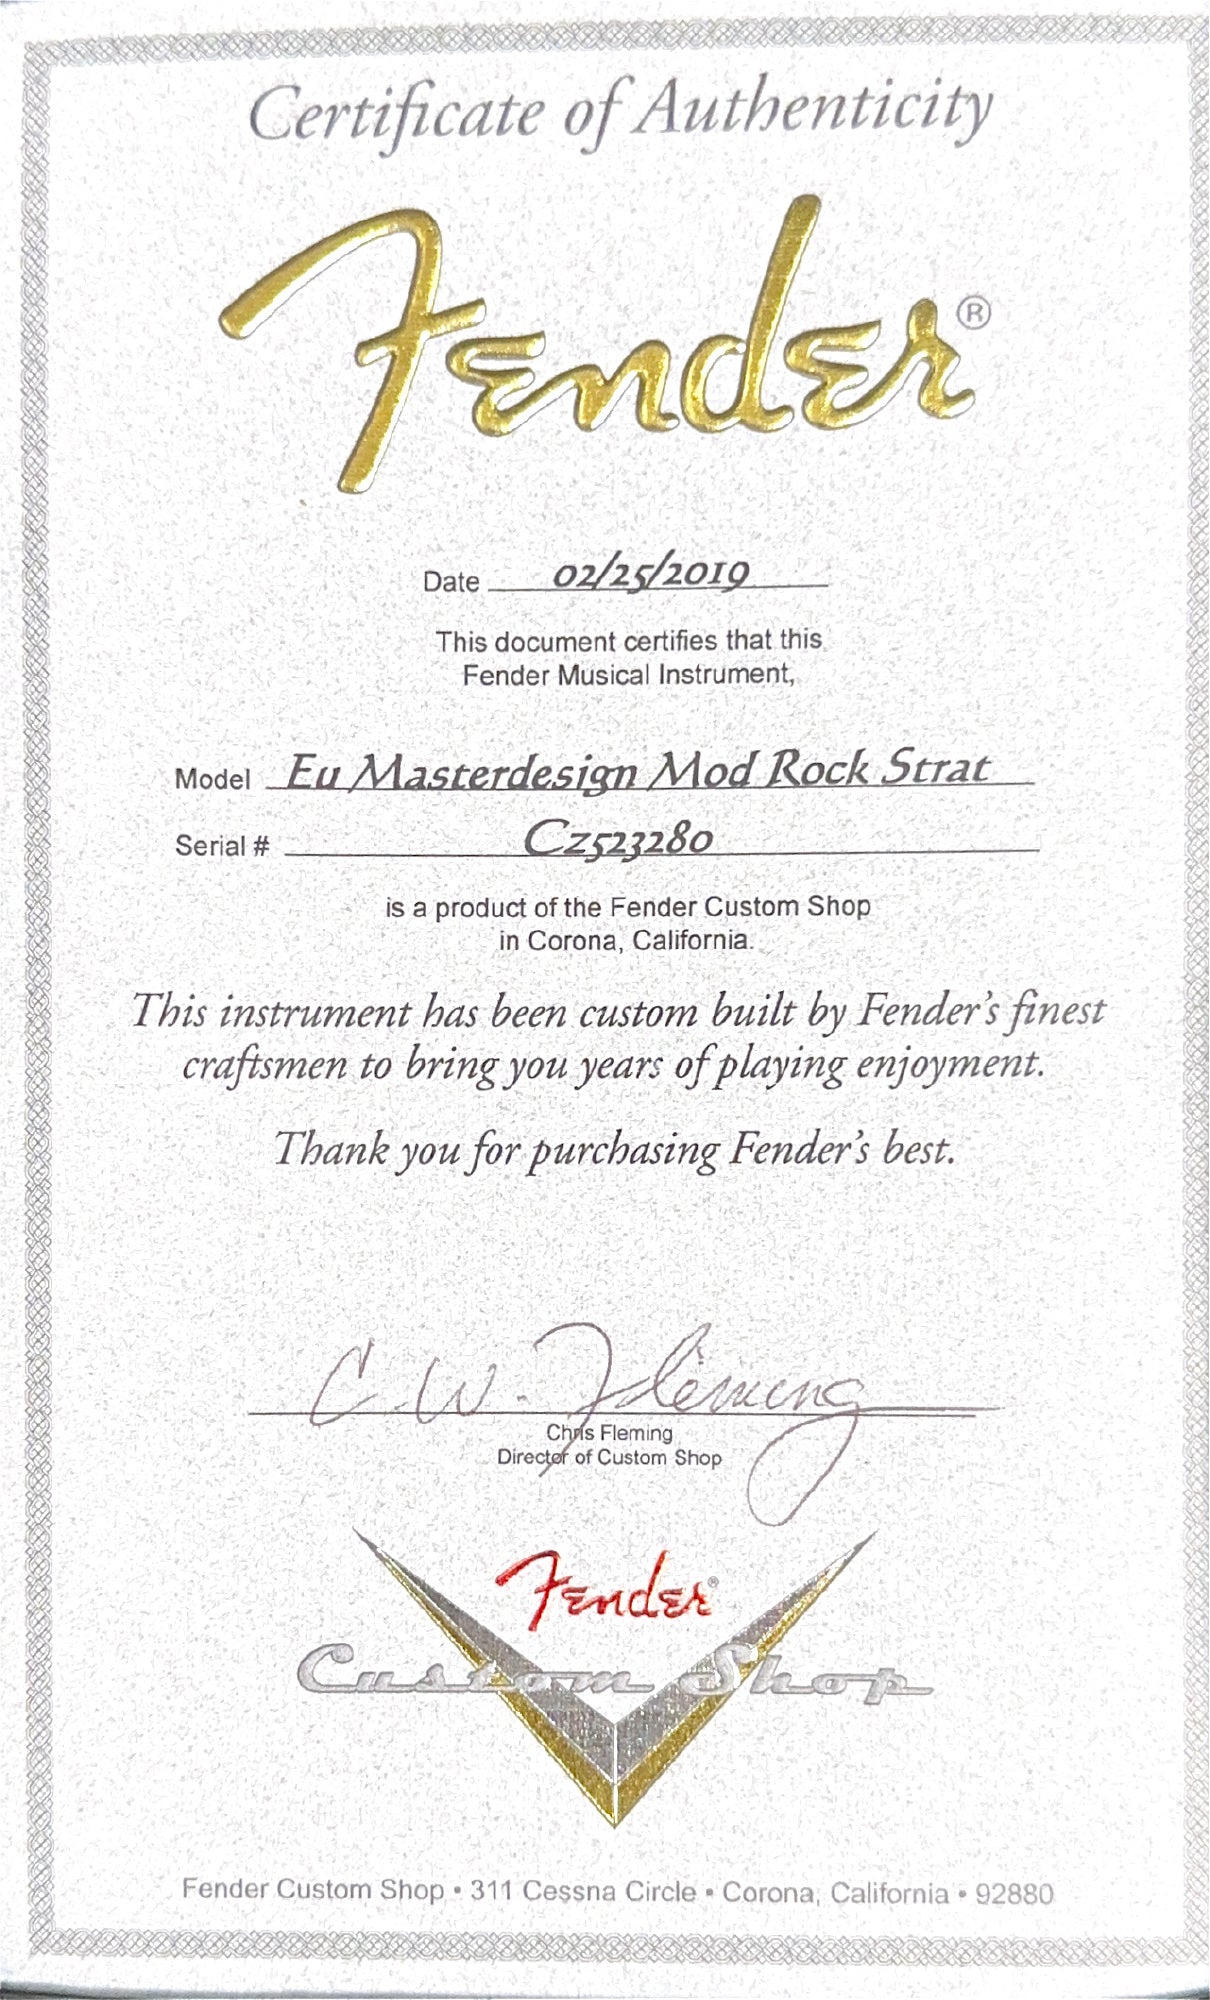 Certificate of Authenticity
Fender®
Date 02/25/2019
This document certifies that this
Fender Musical Instrument,
Model Eu Masterdesign Mod Rock Strat
Serial # Cz523280
is a product of the Fender Custom Shop
in Corona, California.
This instrument has been custom built by Fender's finest
craftsmen to bring you years of playing enjoyment.
Thank you for purchasing Fender's best.
C W. Fleming
Chris Fleming
Director of Custom Shop
Fender®
Custom Shop
Fender Custom Shop • 311 Cessna Circle • Corona, California • 92880